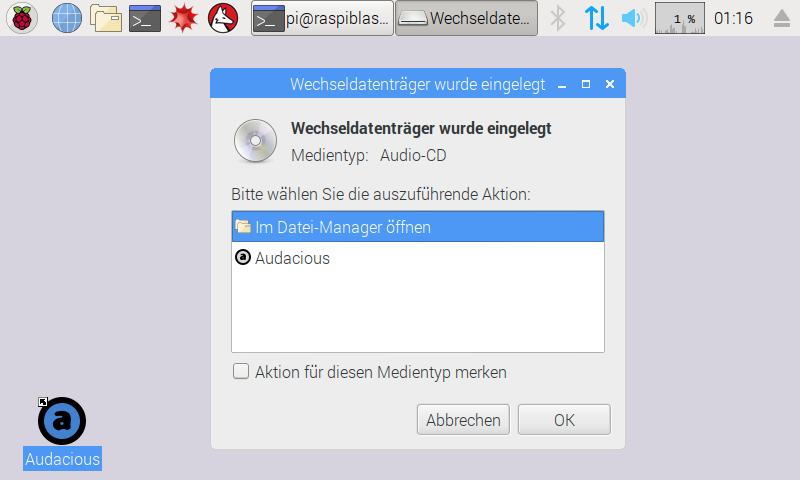 pi@raspiblas...
Wechseldate...
1 %
01:16
Wechseldatenträger wurde eingelegt
Wechseldatenträger wurde eingelegt
Medientyp: Audio-CD
Bitte wählen Sie die auszuführende Aktion:
Im Datei-Manager öffnen
Audacious
Aktion für diesen Medientyp merken
Abbrechen
OK
Audacious